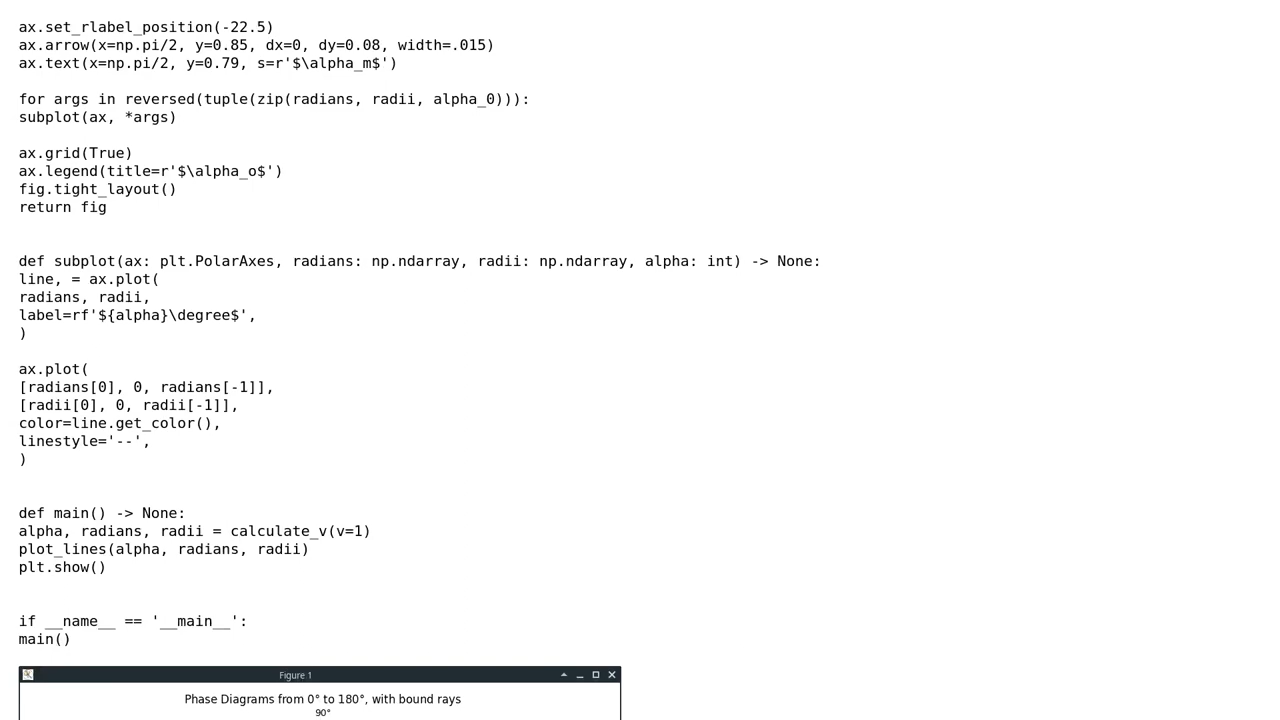 ax.set_rlabel_position(-22.5)
ax.arrow(x=np.pi/2, y=0.85, dx=0, dy=0.08, width=.015)
ax.text(x=np.pi/2, y=0.79, s=r'$\alpha_m$')
for args in reversed(tuple(zip(radians, radii, alpha_0))):
subplot(ax, *args)
ax.grid(True)
ax.legend(title=r'$\alpha_o$')
fig.tight_layout()
return fig
def subplot(ax: plt.PolarAxes, radians: np.ndarray, radii: np.ndarray, alpha: int) -> None:
line, = ax.plot(
radians, radii,
label=rf'${alpha}\degree$',
)
ax.plot(
[radians[0], 0, radians[-1]],
[radii[0], 0, radii[-1]],
color=line.get_color(),
linestyle='--',
)
def main() -> None:
alpha, radians, radii = calculate_v(v=1)
plot_lines(alpha, radians, radii)
plt.show()
if __name__ == '__main__':
main()
Figure 1
Phase Diagrams from 0° to 180°, with bound rays
90°